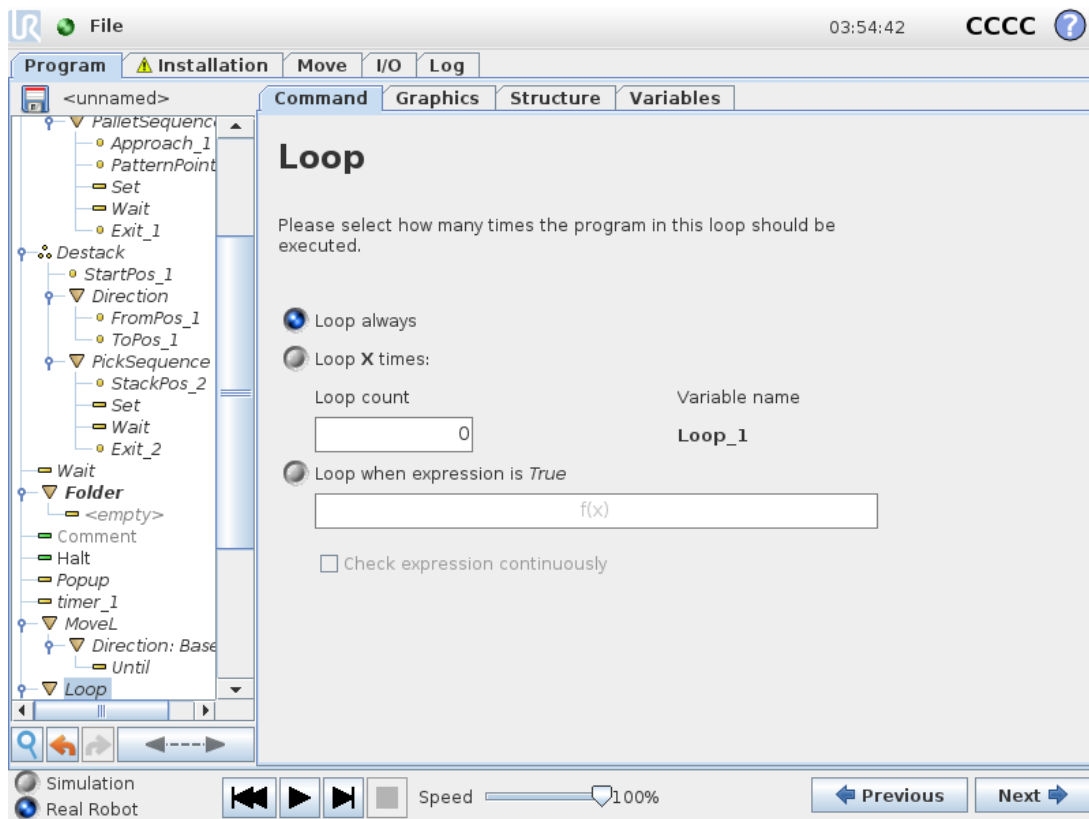 UR File 03:54:42 CCCC ?
Program Installation Move I/O Log
<unnamed>
Command Graphics Structure Variables
PalletSequenc
Approach_1
PatternPoint
Set
Wait
Exit_1
Destack
StartPos_1
Direction
FromPos_1
ToPos_1
PickSequence
StackPos_2
Set
Wait
Exit_2
Wait
Folder
<empty>
Comment
Halt
Popup
timer_1
MoveL
Direction: Base
Until
Loop
Loop
Please select how many times the program in this loop should be
executed.
Loop always
Loop X times:
Loop count Variable name
0 Loop_1
Loop when expression is True
f(x)
Check expression continuously
Simulation
Real Robot
Speed 100%
Previous Next